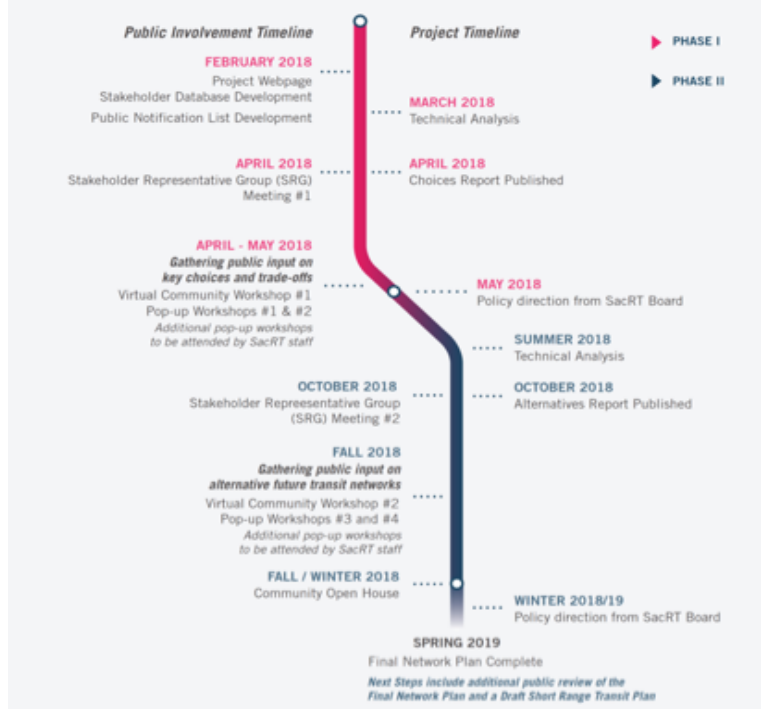 Public Involvement Timeline
Project Timeline
PHASE I
PHASE II
FEBRUARY 2018
Project Webpage
Stakeholder Database Development
Public Notification List Development
MARCH 2018
Technical Analysis
APRIL 2018
Stakeholder Representative Group (SRG)
Meeting #1
APRIL 2018
Choices Report Published
APRIL - MAY 2018
Gathering public input on
key choices and trade-offs
Virtual Community Workshop #1
Pop-up Workshops #1 & #2
Additional pop-up workshops
to be attended by SacRT staff
MAY 2018
Policy direction from SacRT Board
SUMMER 2018
Technical Analysis
OCTOBER 2018
Stakeholder Repreesentative Group
(SRG) Meeting #2
OCTOBER 2018
Alternatives Report Published
FALL 2018
Gathering public input on
alternative future transit networks
Virtual Community Workshop #2
Pop-up Workshops #3 and #4
Additional pop-up workshops
to be attended by SacRT staff
FALL / WINTER 2018
Community Open House
WINTER 2018/19
Policy direction from SacRT Board
SPRING 2019
Final Network Plan Complete
Next Steps include additional public review of the
Final Network Plan and a Draft Short Range Transit Plan